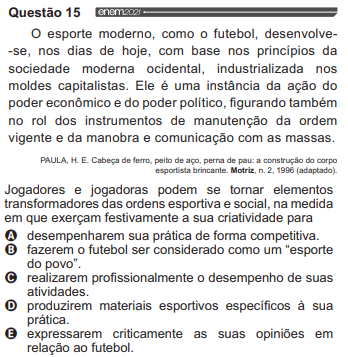 Questão 15 enem2021
O esporte moderno, como o futebol, desenvolve-
-se, nos dias de hoje, com base nos princípios da
sociedade moderna ocidental, industrializada nos
moldes capitalistas. Ele é uma instância da ação do
poder econômico e do poder político, figurando também
no rol dos instrumentos de manutenção da ordem
vigente e da manobra e comunicação com as massas.
PAULA, H. E. Cabeça de ferro, peito de aço, perna de pau: a construção do corpo
esportista brincante. Motriz, n. 2, 1996 (adaptado).
Jogadores e jogadoras podem se tornar elementos
transformadores das ordens esportiva e social, na medida
em que exerçam festivamente a sua criatividade para
A desempenharem sua prática de forma competitiva.
B fazerem o futebol ser considerado como um “esporte
do povo”.
C realizarem profissionalmente o desempenho de suas
atividades.
D produzirem materiais esportivos específicos à sua
prática.
E expressarem criticamente as suas opiniões em
relação ao futebol.